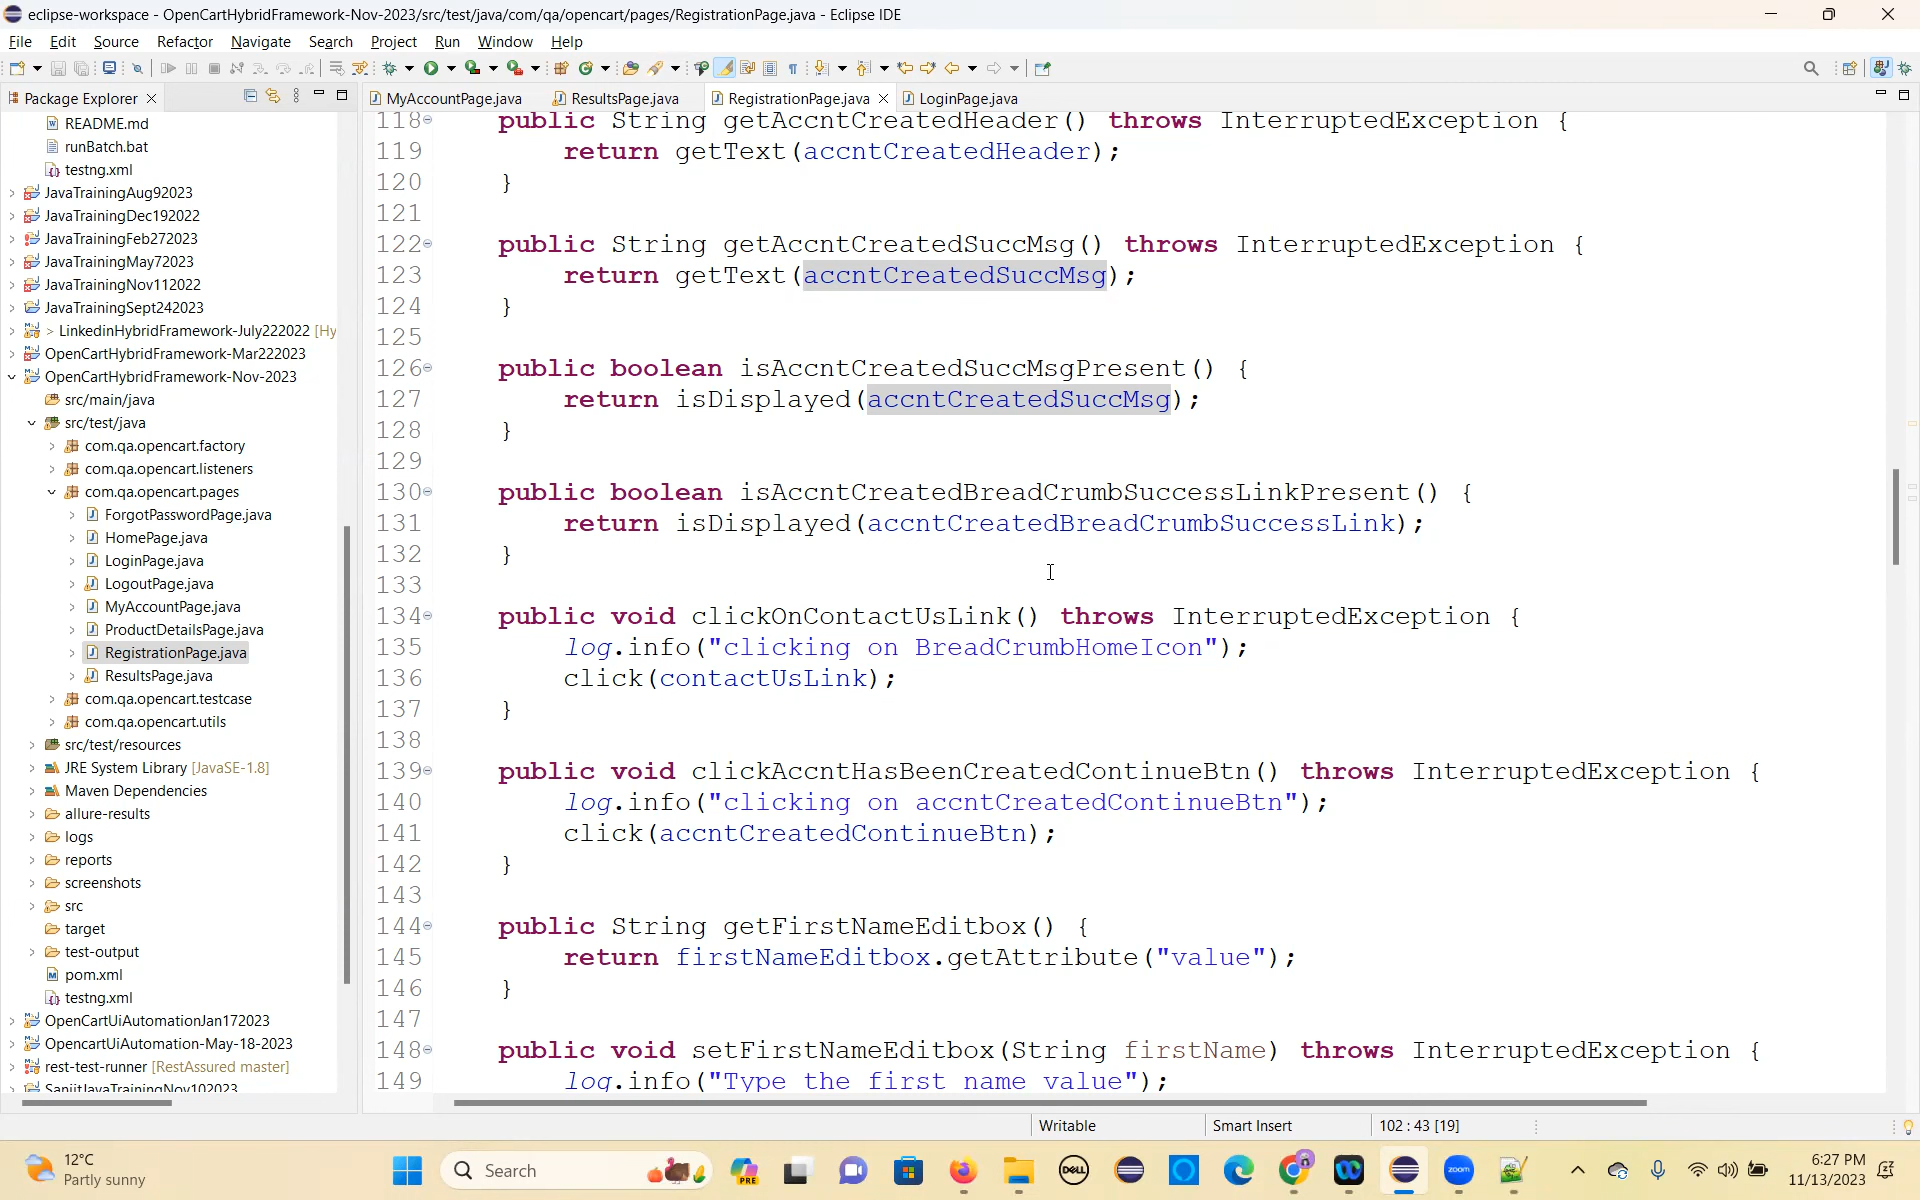 eclipse-workspace - OpenCartHybridFramework-Nov-2023/src/test/java/com/qa/opencart/pages/RegistrationPage.java - Eclipse IDE
File Edit Source Refactor Navigate Search Project Run Window Help
Package Explorer
MyAccountPage.java ResultsPage.java RegistrationPage.java LoginPage.java
README.md
runBatch.bat
testng.xml
JavaTrainingAug92023
JavaTrainingDec192022
JavaTrainingFeb272023
JavaTrainingMay72023
JavaTrainingNov112022
JavaTrainingSept242023
> LinkedinHybridFramework-July222022 [Hy
OpenCartHybridFramework-Mar222023
OpenCartHybridFramework-Nov-2023
src/main/java
src/test/java
com.qa.opencart.factory
com.qa.opencart.listeners
com.qa.opencart.pages
ForgotPasswordPage.java
HomePage.java
LoginPage.java
LogoutPage.java
MyAccountPage.java
ProductDetailsPage.java
RegistrationPage.java
ResultsPage.java
com.qa.opencart.testcase
com.qa.opencart.utils
src/test/resources
JRE System Library [JavaSE-1.8]
Maven Dependencies
allure-results
logs
reports
screenshots
src
target
test-output
pom.xml
testng.xml
OpenCartUiAutomationJan172023
OpencartUiAutomation-May-18-2023
rest-test-runner [RestAssured master]
SanjitJavaTrainingNov102023
118 public String getAccntCreatedHeader() throws InterruptedException {
119 return getText(accntCreatedHeader);
120 }
121
122 public String getAccntCreatedSuccMsg() throws InterruptedException {
123 return getText(accntCreatedSuccMsg);
124 }
125
126 public boolean isAccntCreatedSuccMsgPresent() {
127 return isDisplayed(accntCreatedSuccMsg);
128 }
129
130 public boolean isAccntCreatedBreadCrumbSuccessLinkPresent() {
131 return isDisplayed(accntCreatedBreadCrumbSuccessLink);
132 }
133
134 public void clickOnContactUsLink() throws InterruptedException {
135 log.info("clicking on BreadCrumbHomeIcon");
136 click(contactUsLink);
137 }
138
139 public void clickAccntHasBeenCreatedContinueBtn() throws InterruptedException {
140 log.info("clicking on accntCreatedContinueBtn");
141 click(accntCreatedContinueBtn);
142 }
143
144 public String getFirstNameEditbox() {
145 return firstNameEditbox.getAttribute("value");
146 }
147
148 public void setFirstNameEditbox(String firstName) throws InterruptedException {
149 log.info("Type the first name value");
Writable Smart Insert 102 : 43 [19]
12°C
Partly sunny
Search
PRE
DELL
zoom
6:27 PM
11/13/2023